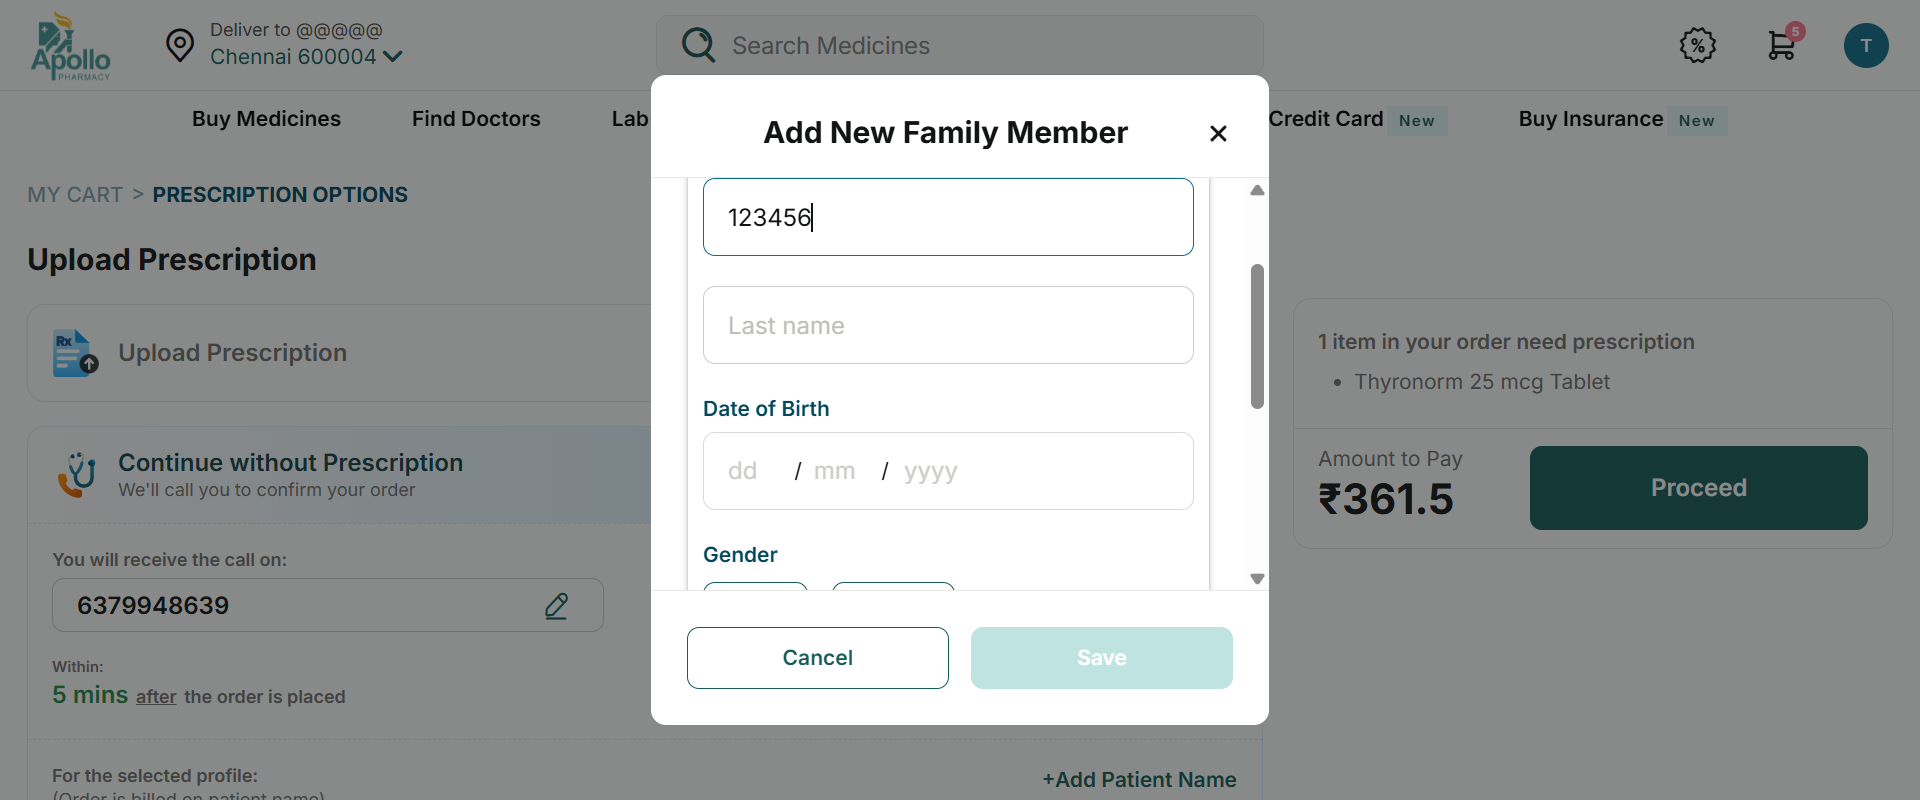 Apollo
PHARMACY
Deliver to @@@@@
Chennai 600004
Search Medicines
%
5
T
Buy Medicines
Find Doctors
Lab
Credit Card
New
Buy Insurance
New
MY CART > PRESCRIPTION OPTIONS
Upload Prescription
Rx
Upload Prescription
Continue without Prescription
We'll call you to confirm your order
You will receive the call on:
6379948639
Within:
5 mins after the order is placed
For the selected profile:
(Order is billed on patient name)
+Add Patient Name
Add New Family Member
123456
Last name
Date of Birth
dd / mm / yyyy
Gender
Cancel
Save
1 item in your order need prescription
• Thyronorm 25 mcg Tablet
Amount to Pay
₹361.5
Proceed